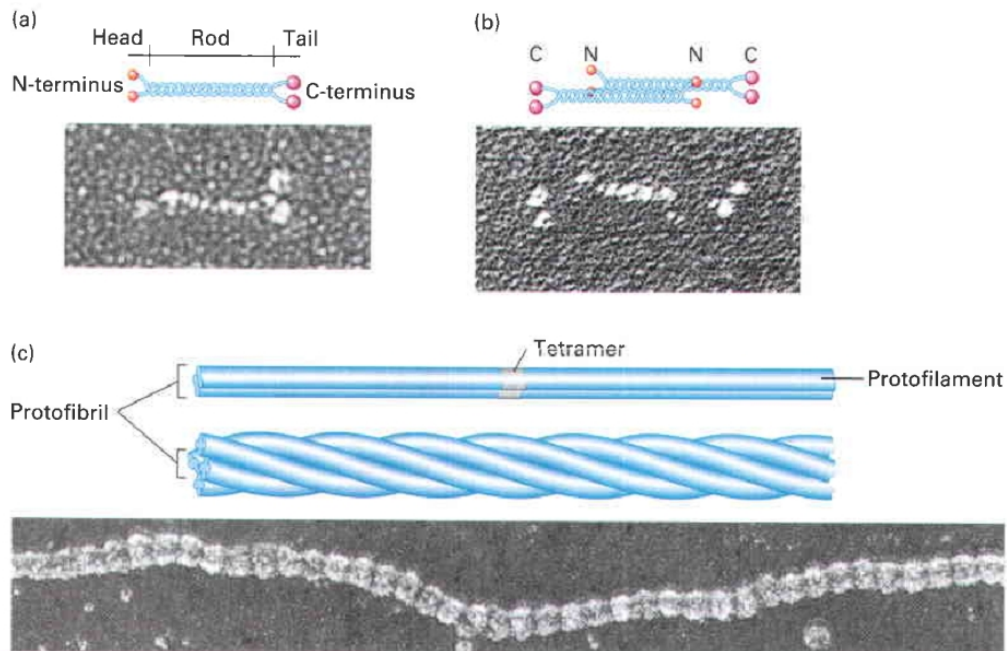 (a)
Head Rod Tail
N-terminus
C-terminus
(b)
C N N C
(c)
Tetramer
Protofilament
Protofibril